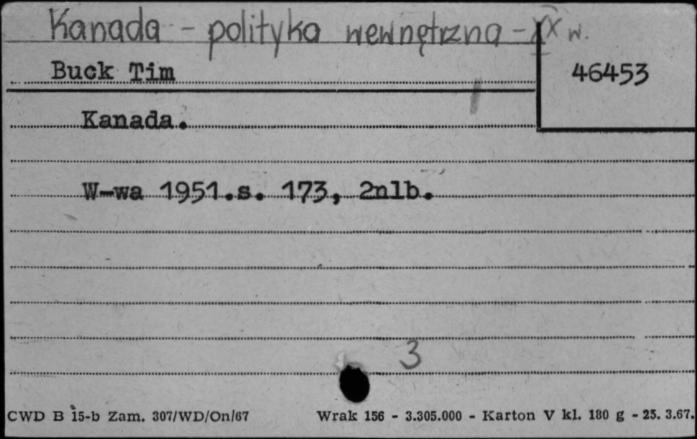 Kanada - polityka wewnętrzna - XX w.
Buck Tim
46453
Kanada.
W-wa 1951.s. 173, 2nlb.
3
CWD B 15-b Zam. 307/WD/On/67 Wrak 156 - 3.305.000 - Karton V kl. 180 g - 25. 3.67.